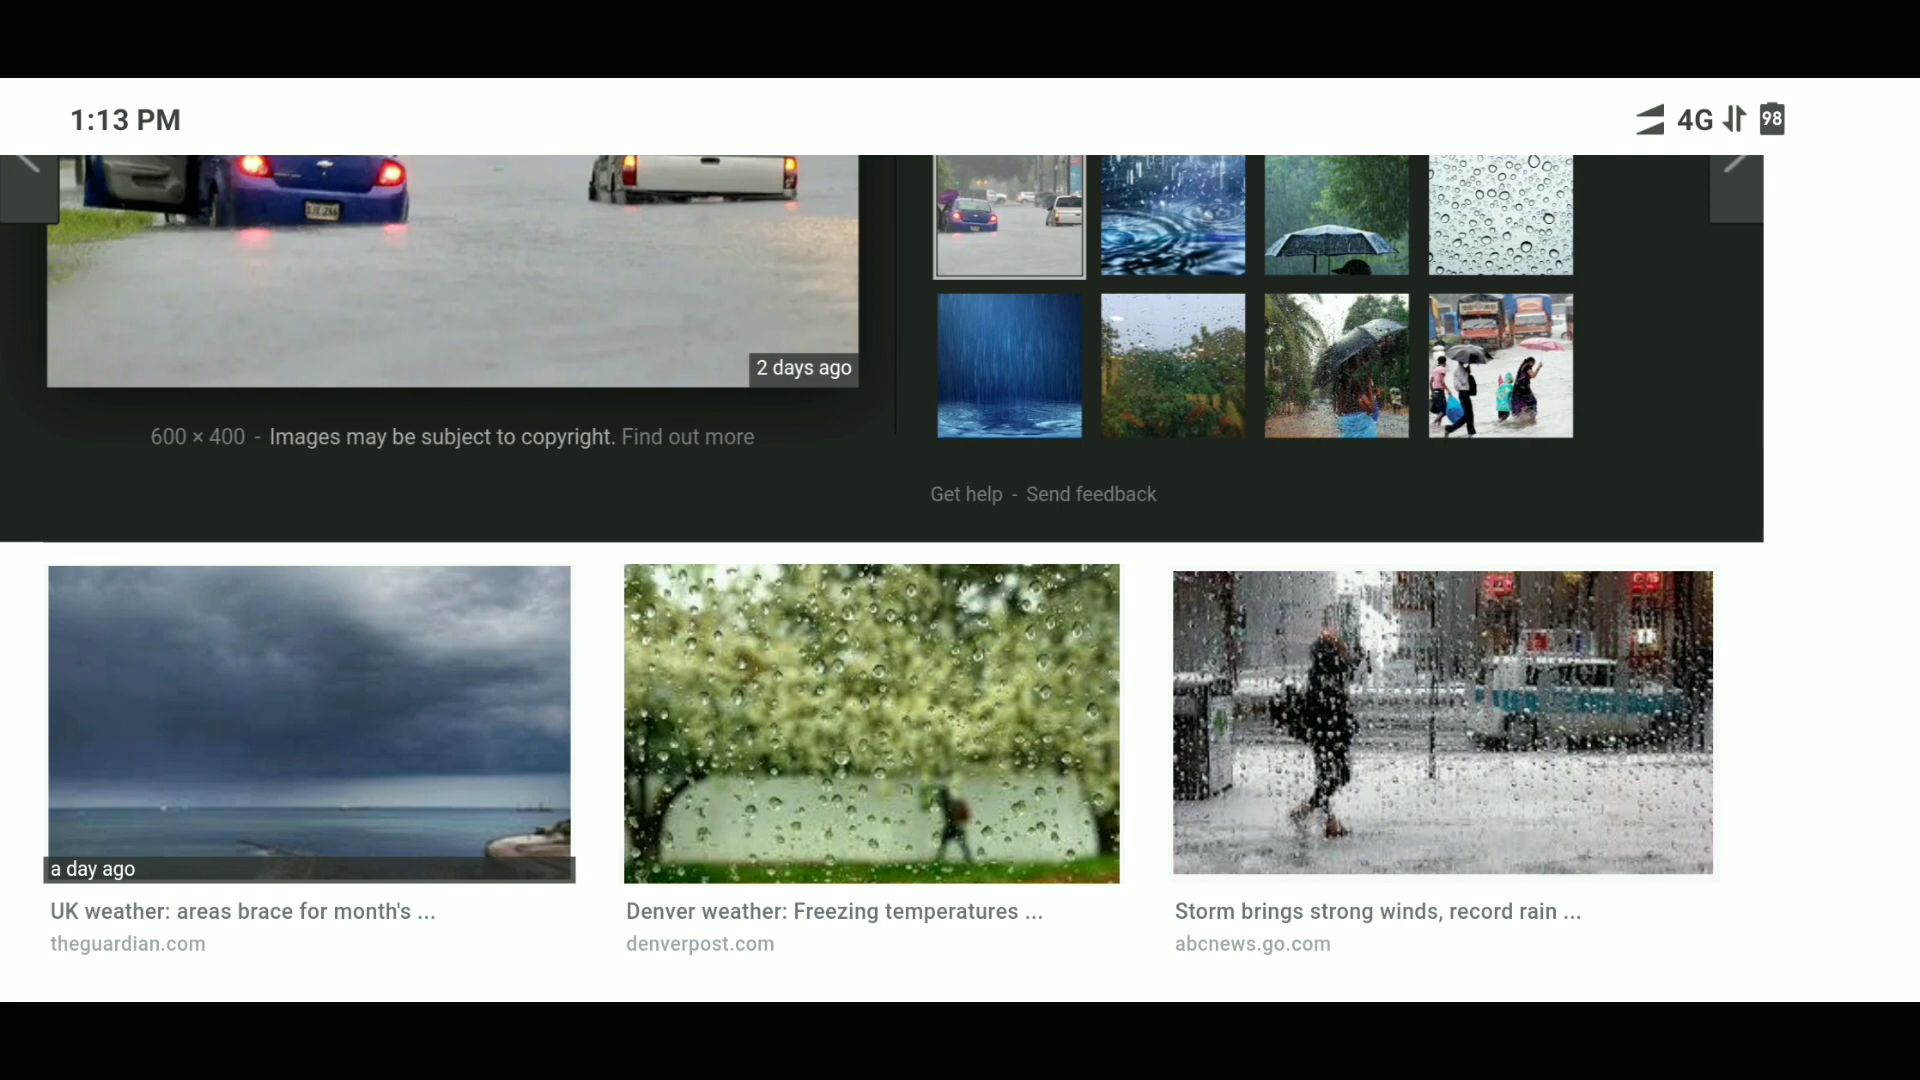 1:13 PM
4G
98
2 days ago
600 × 400 - Images may be subject to copyright. Find out more
Get help - Send feedback
a day ago
UK weather: areas brace for month's ...
theguardian.com
Denver weather: Freezing temperatures ...
denverpost.com
Storm brings strong winds, record rain ...
abcnews.go.com